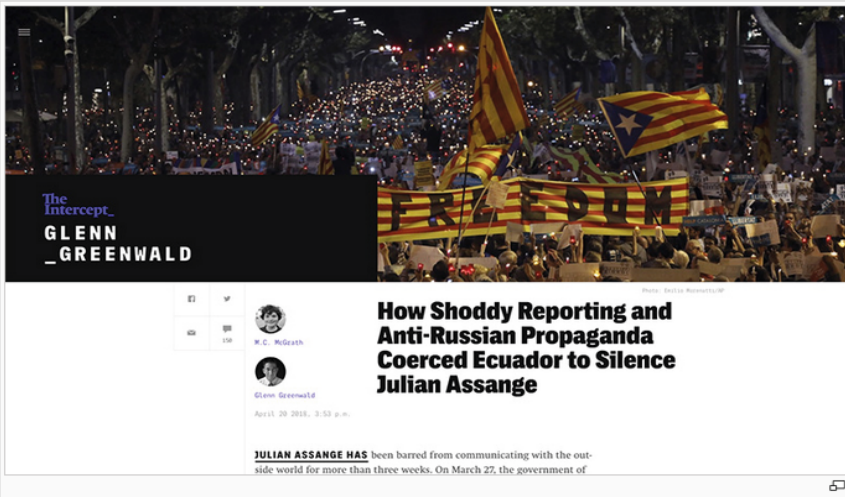 FREEDOM
The
Intercept_
GLENN
_GREENWALD
Photo: Emilio Morenatti/AP
How Shoddy Reporting and
Anti-Russian Propaganda
Coerced Ecuador to Silence
Julian Assange
150
M.C. McGrath
Glenn Greenwald
April 20 2018, 3:53 p.m.
JULIAN ASSANGE HAS been barred from communicating with the out-
side world for more than three weeks. On March 27, the government of